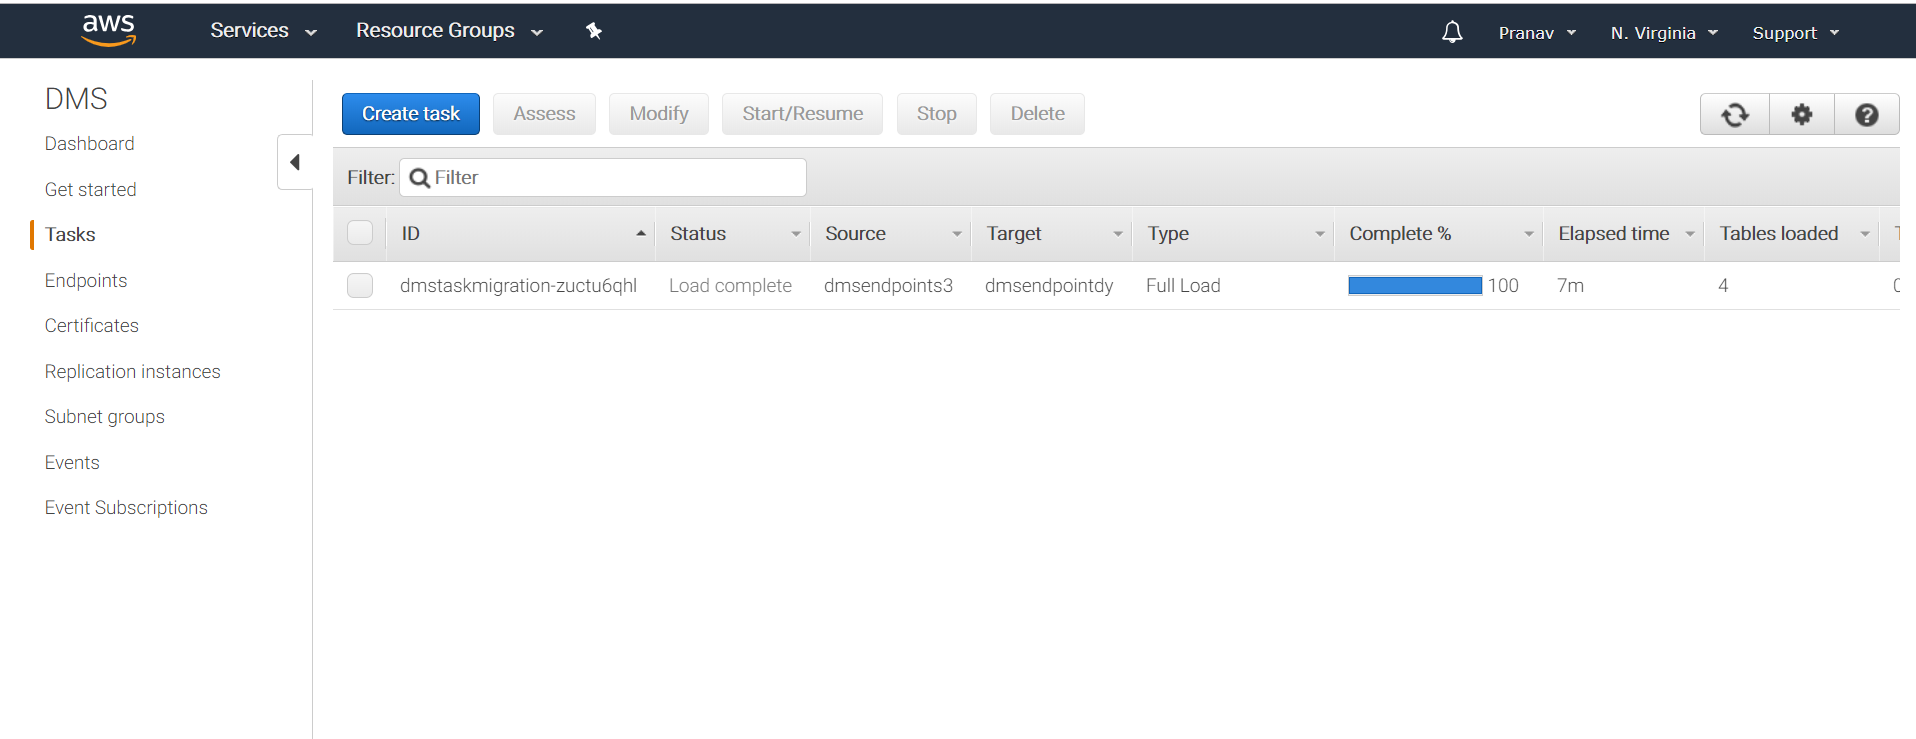 aws Services Resource Groups Pranav N. Virginia Support
DMS
Dashboard
Get started
Tasks
Endpoints
Certificates
Replication instances
Subnet groups
Events
Event Subscriptions
Create task Assess Modify Start/Resume Stop Delete
Filter: Filter
ID Status Source Target Type Complete % Elapsed time Tables loaded
dmstaskmigration-zuctu6qhl Load complete dmsendpoints3 dmsendpointdy Full Load 100 7m 4